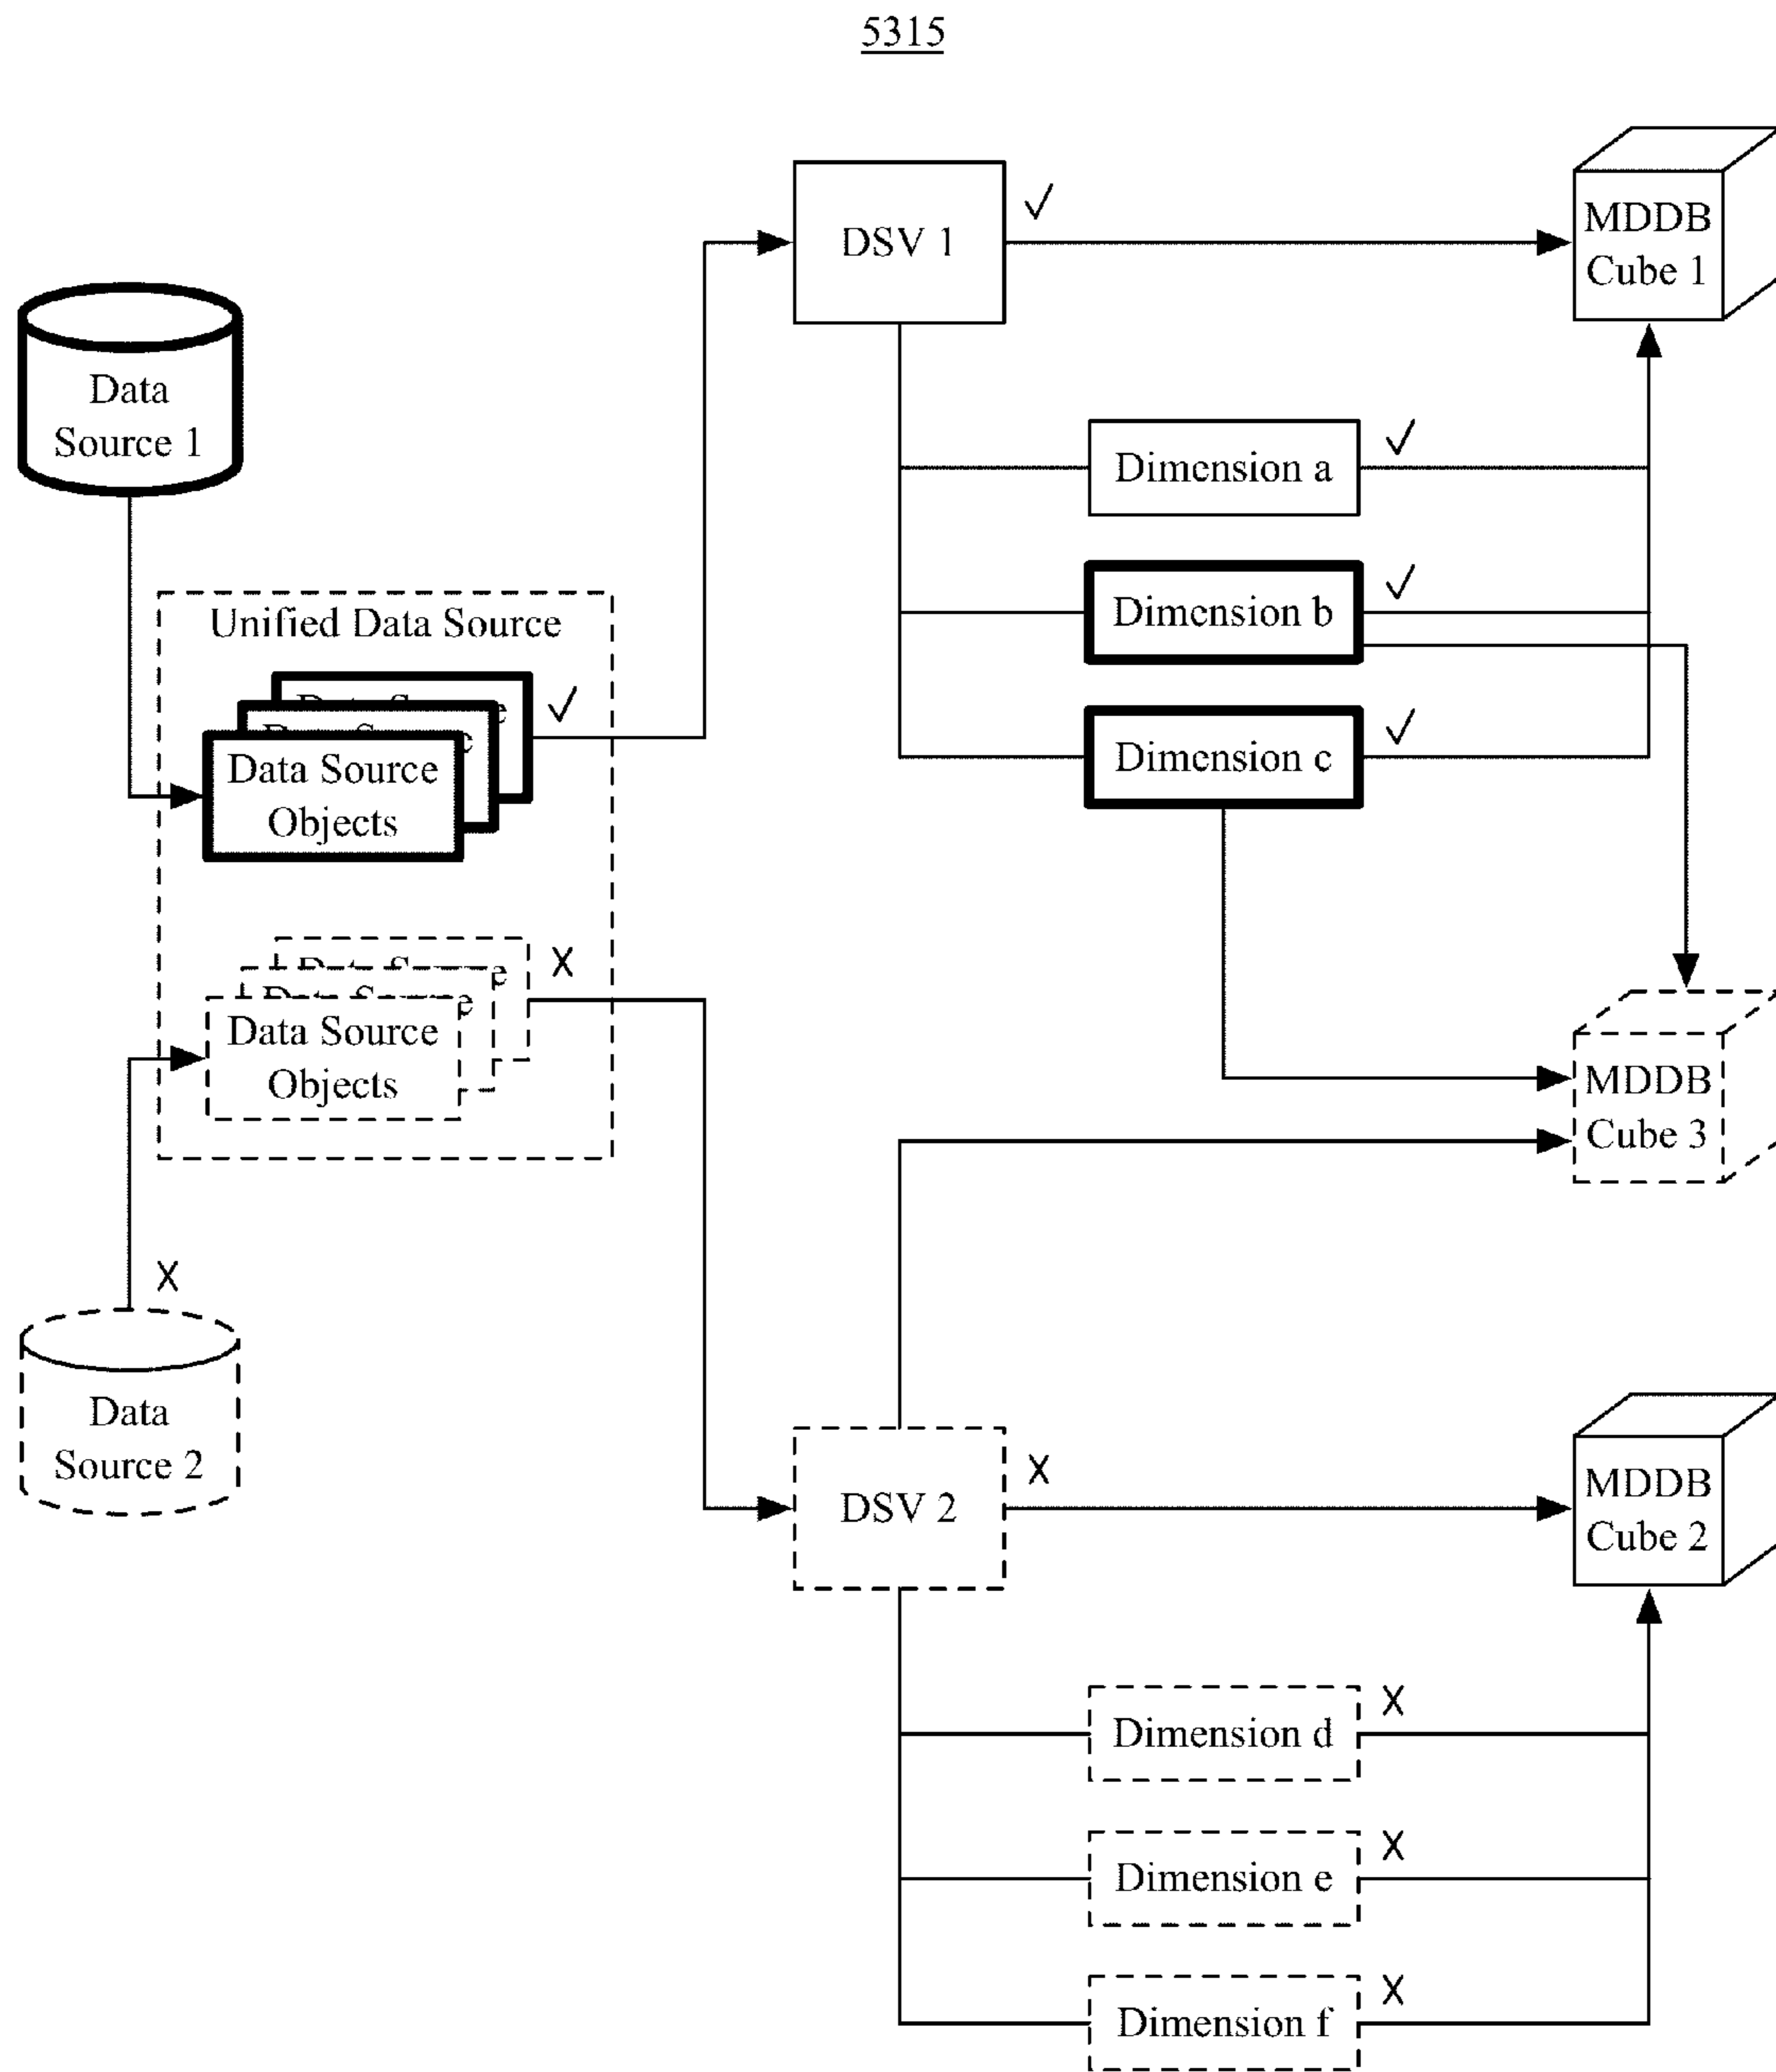 5315
DSV 1
✓
MDDB
Cube 1
Data
Source 1
Dimension a
✓
Dimension b
✓
Dimension c
✓
Unified Data Source
✓
Data Source
Objects
X
Data Source
Objects
MDDB
Cube 3
X
Data
Source 2
DSV 2
X
MDDB
Cube 2
Dimension d
X
Dimension e
X
Dimension f
X